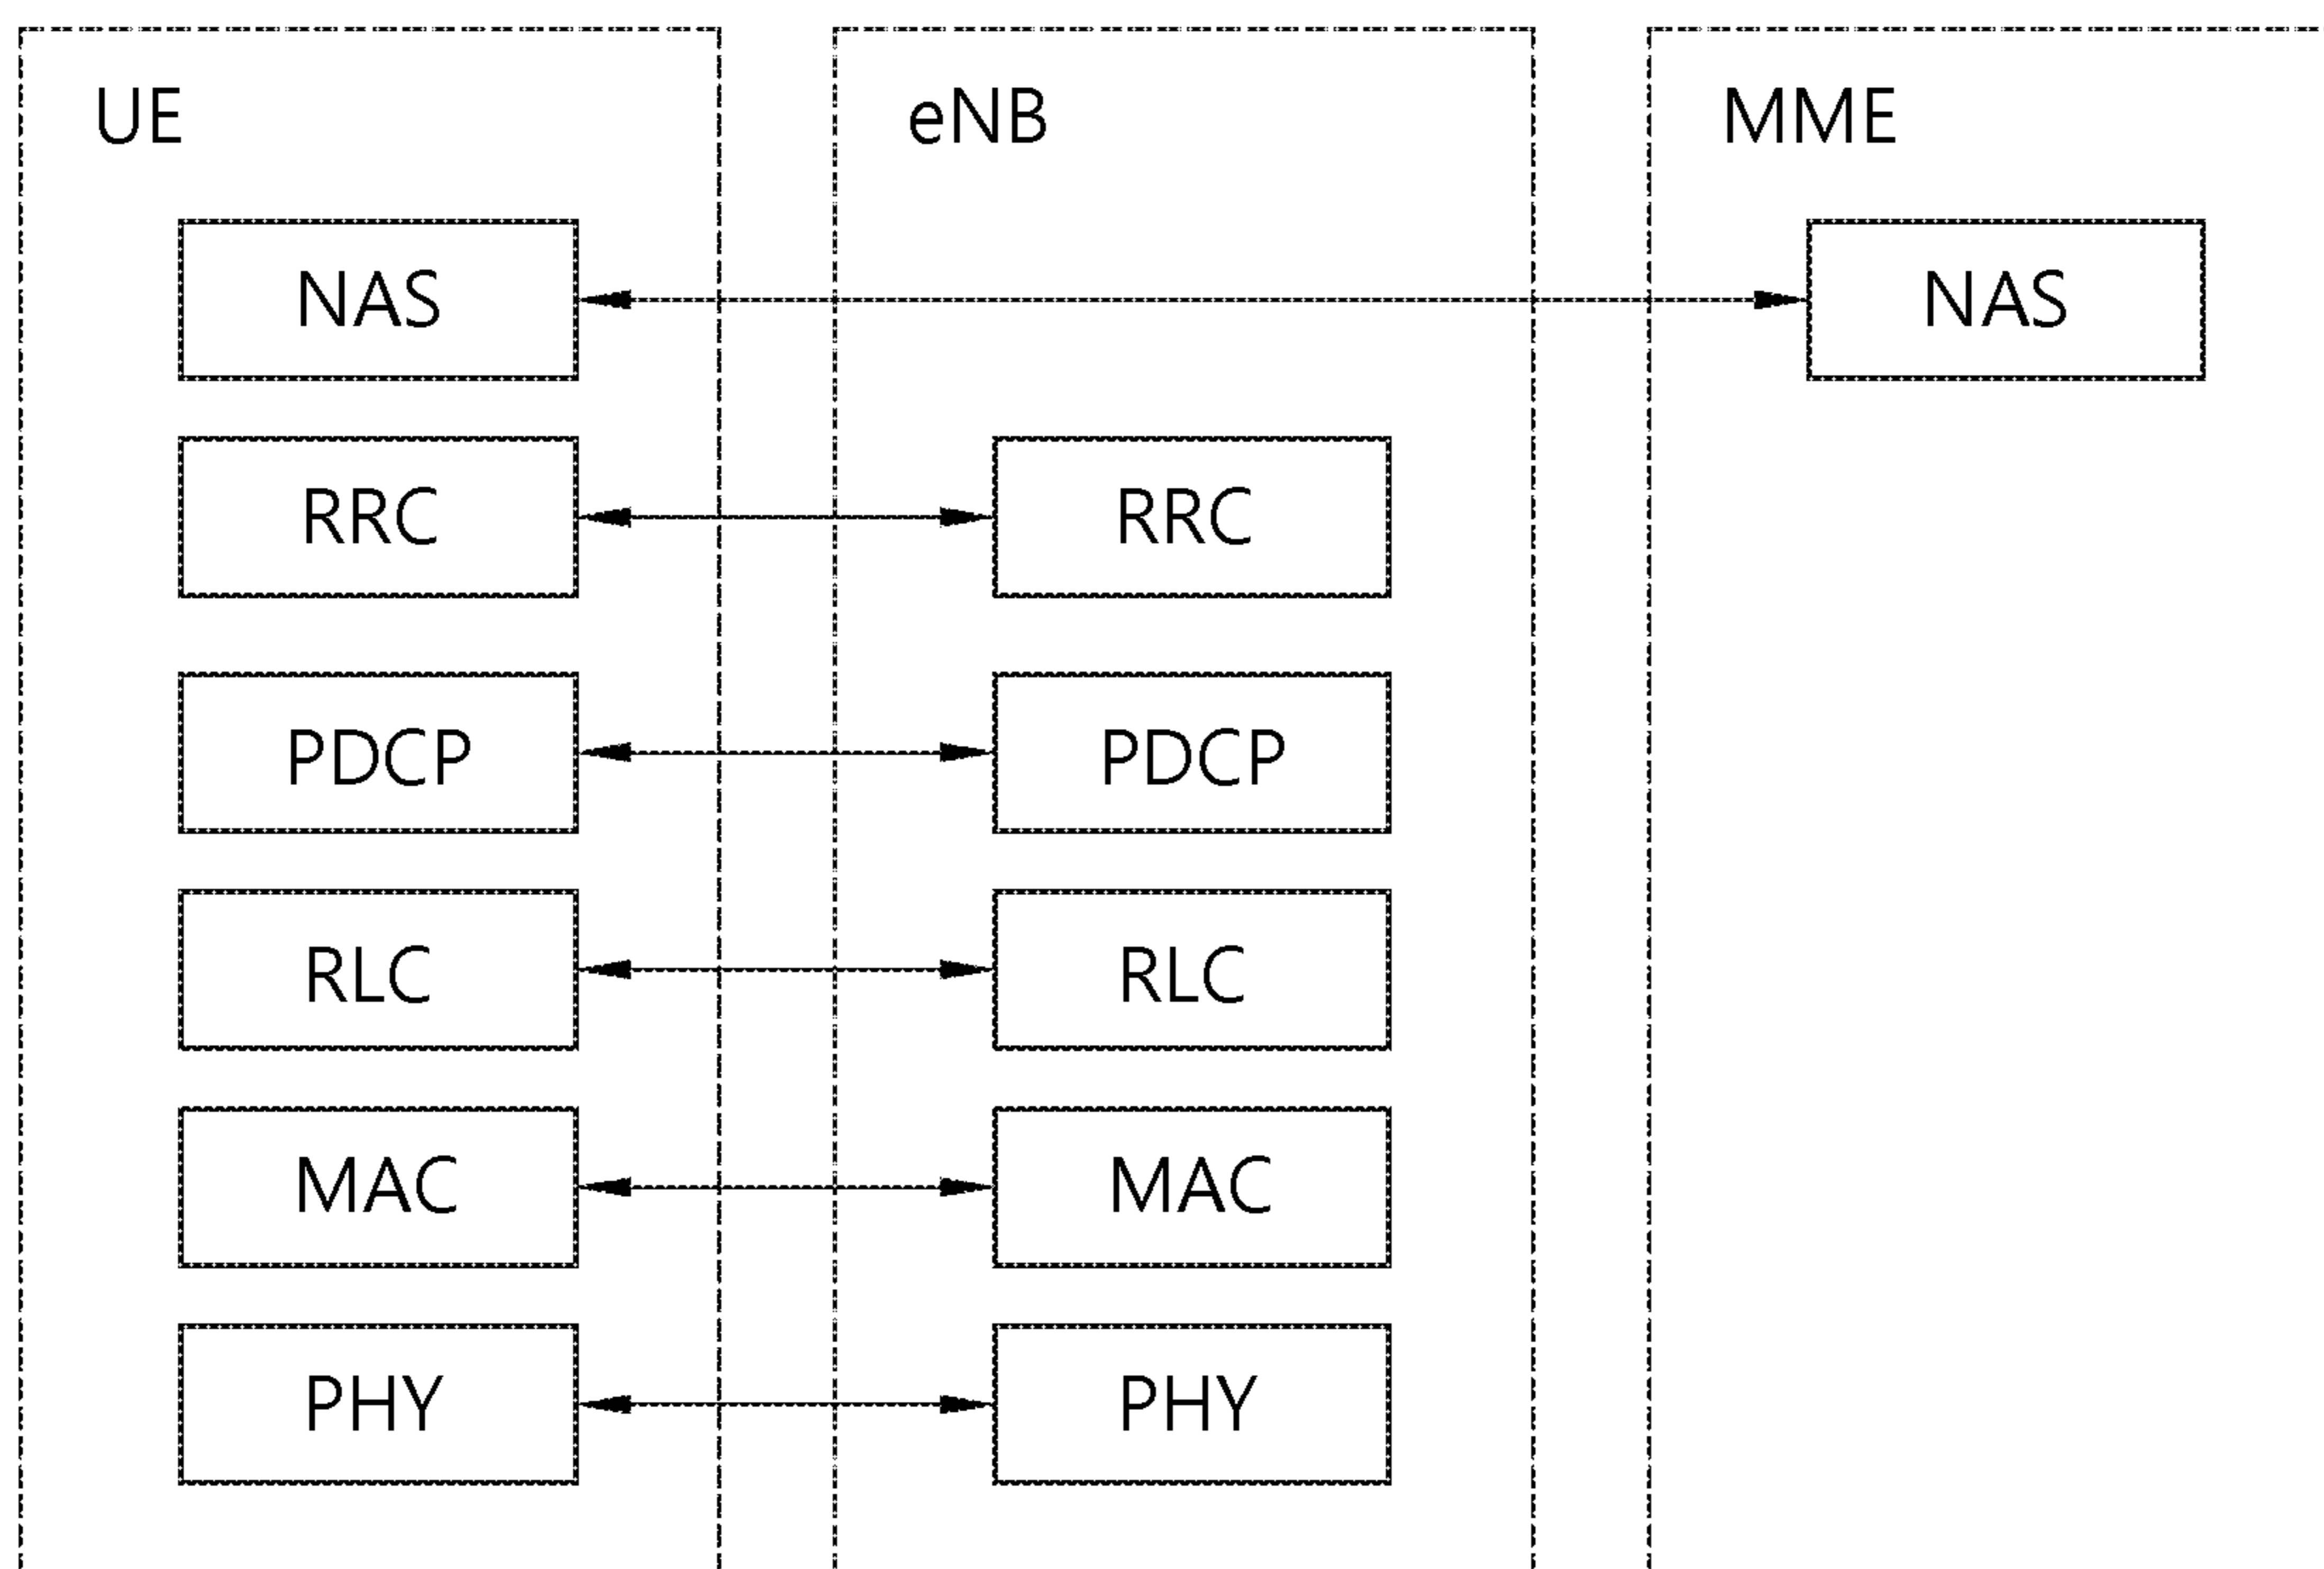 UE eNB MME
NAS NAS
RRC RRC
PDCP PDCP
RLC RLC
MAC MAC
PHY PHY